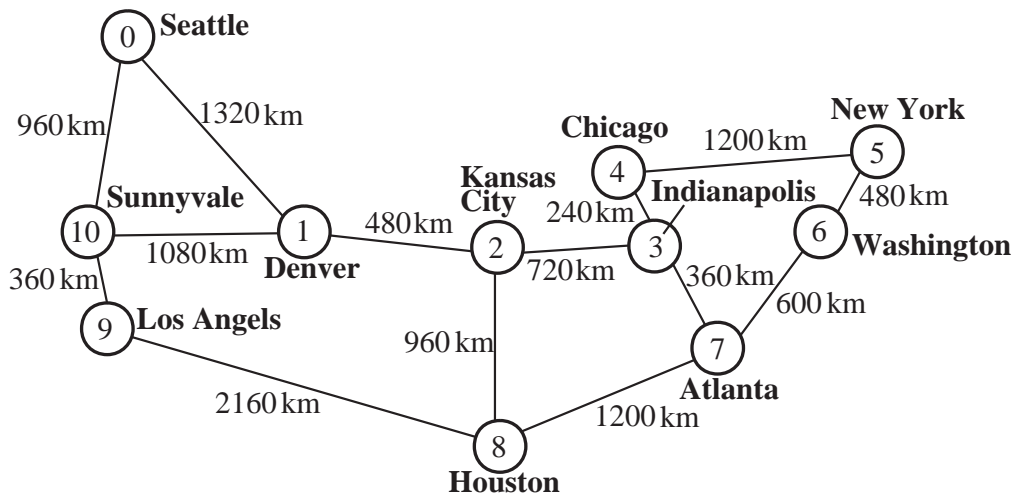 0 Seattle
960 km
1320 km
New York
Chicago
1200 km
5
4
Kansas
City
Indianapolis
480 km
Sunnyvale
240 km
10
1
480 km
2
3
6
Washington
1080 km
Denver
720 km
360 km
600 km
360 km
9 Los Angels
960 km
7
Atlanta
2160 km
1200 km
8
Houston